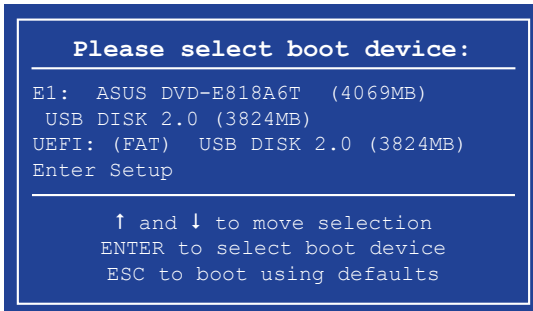 Please select boot device:
E1: ASUS DVD-E818A6T (4069MB)
USB DISK 2.0 (3824MB)
UEFI: (FAT) USB DISK 2.0 (3824MB)
Enter Setup
↑ and ↓ to move selection
ENTER to select boot device
ESC to boot using defaults